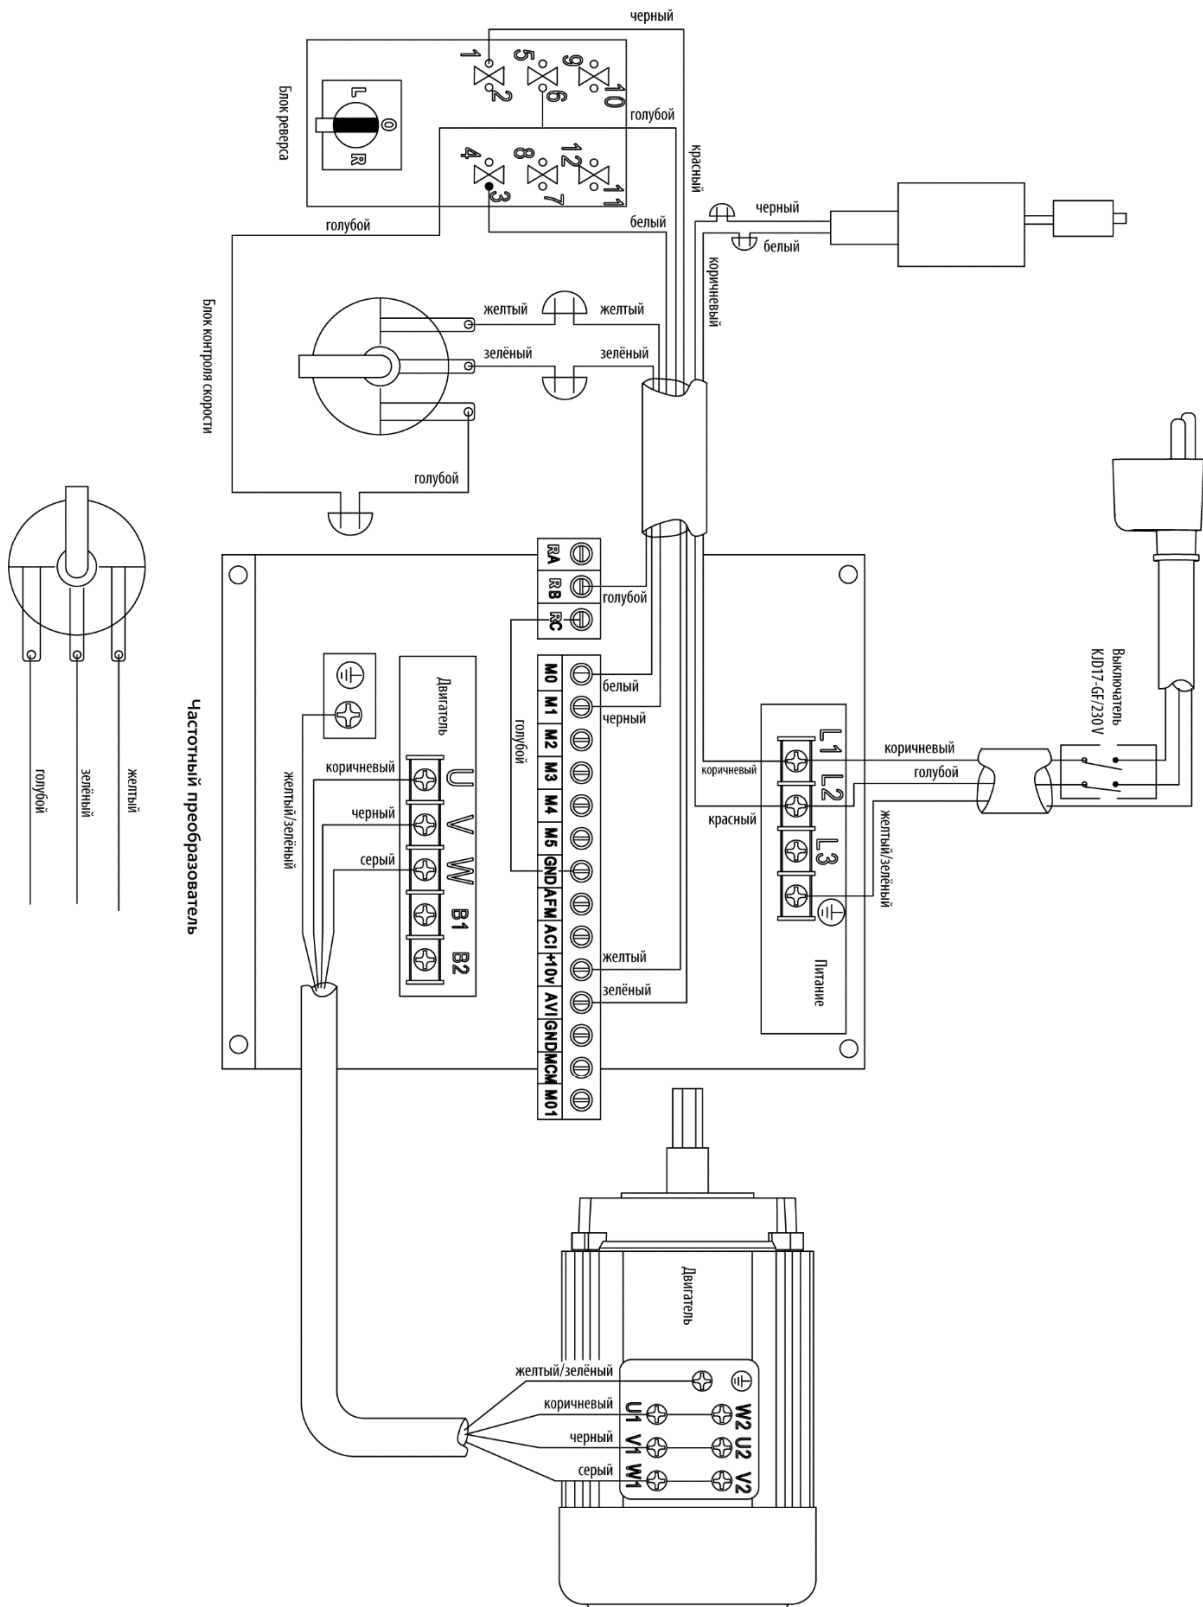 черный
1
5
9
2
6
10
L
O
R
Блок реверса
голубой
4
8
12
3
7
11
красный
белый
голубой
черный
белый
коричневый
Блок контроля скорости
желтый
желтый
зелёный
зелёный
голубой
Выключатель
KJD17-GF/230V
RA
RB
голубой
RC
M0
белый
M1
черный
M2
M3
M4
M5
GND
AFM
ACI
+10v
желтый
AVI
зелёный
GND
MCM
M01
голубой
Двигатель
коричневый
U
черный
V
серый
W
B1
B2
желтый/зелёный
Частотный преобразователь
голубой
зелёный
желтый
L1
L2
L3
коричневый
красный
коричневый
голубой
желтый/зелёный
Питание
Двигатель
желтый/зелёный
коричневый
U1
W2
черный
V1
U2
серый
W1
V2